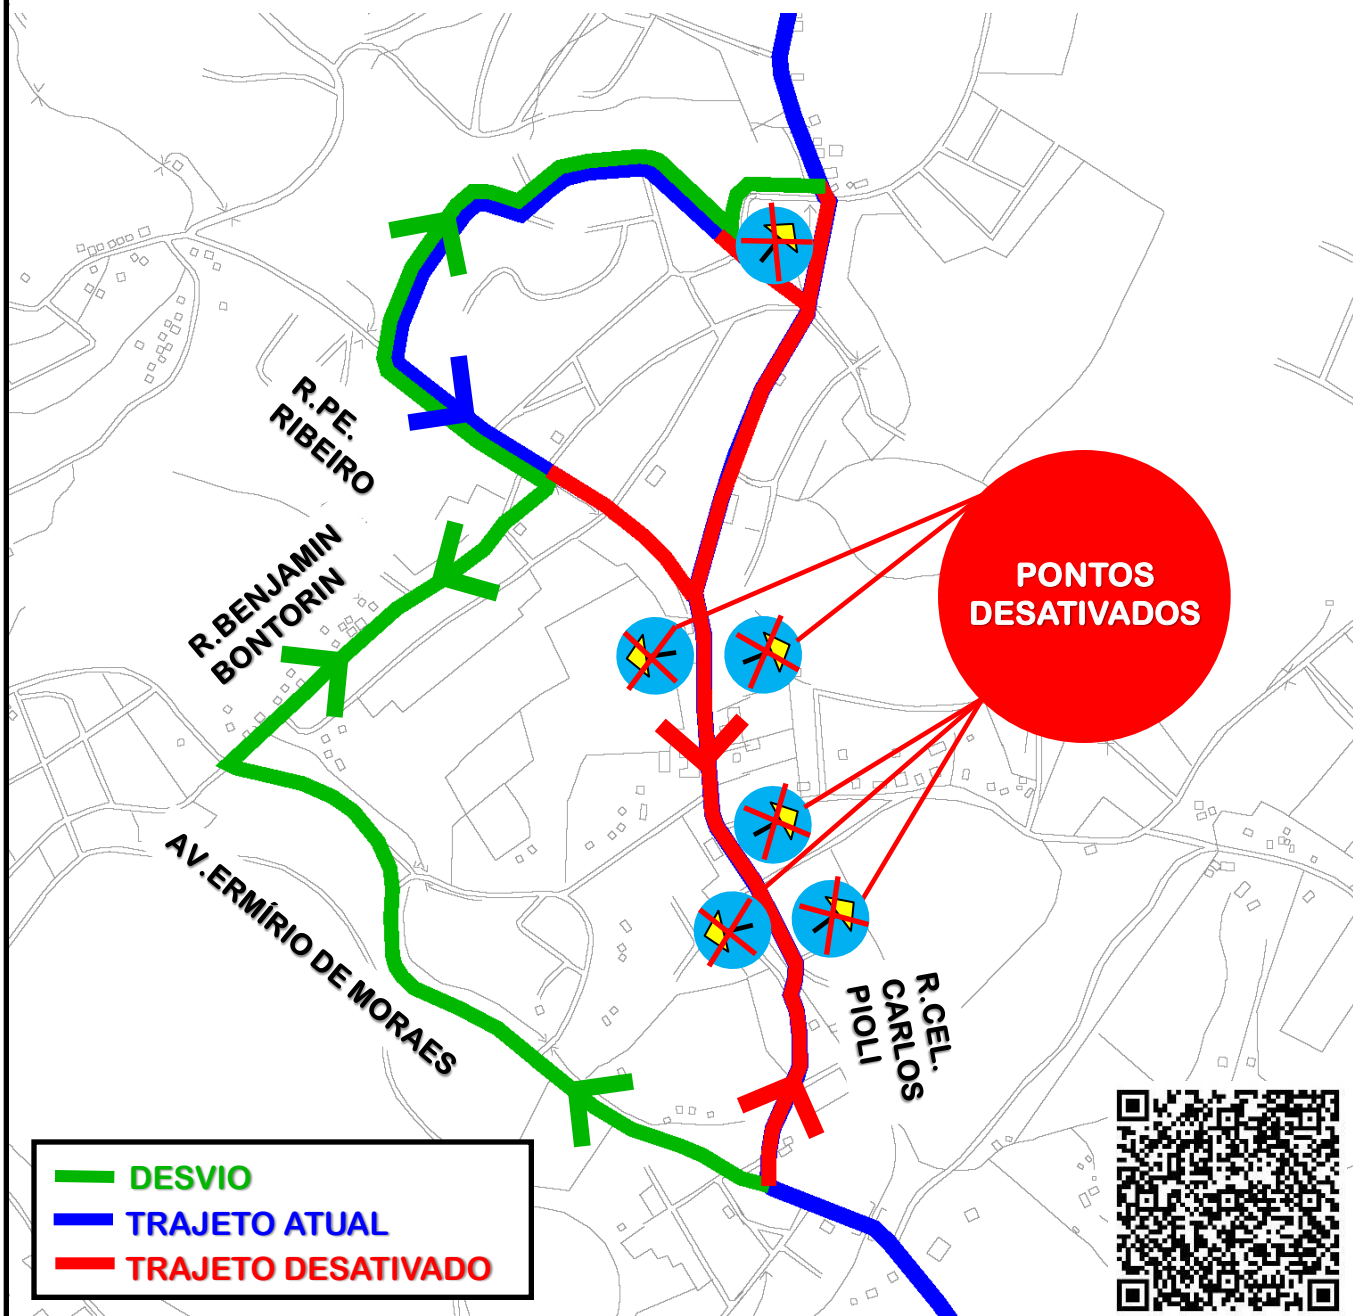 R.PE.
RIBEIRO
R.BENJAMIN
BONTORIN
PONTOS
DESATIVADOS
AV.ERMÍRIO DE MORAES
R.CEL.
CARLOS
PIOLI
DESVIO
TRAJETO ATUAL
TRAJETO DESATIVADO